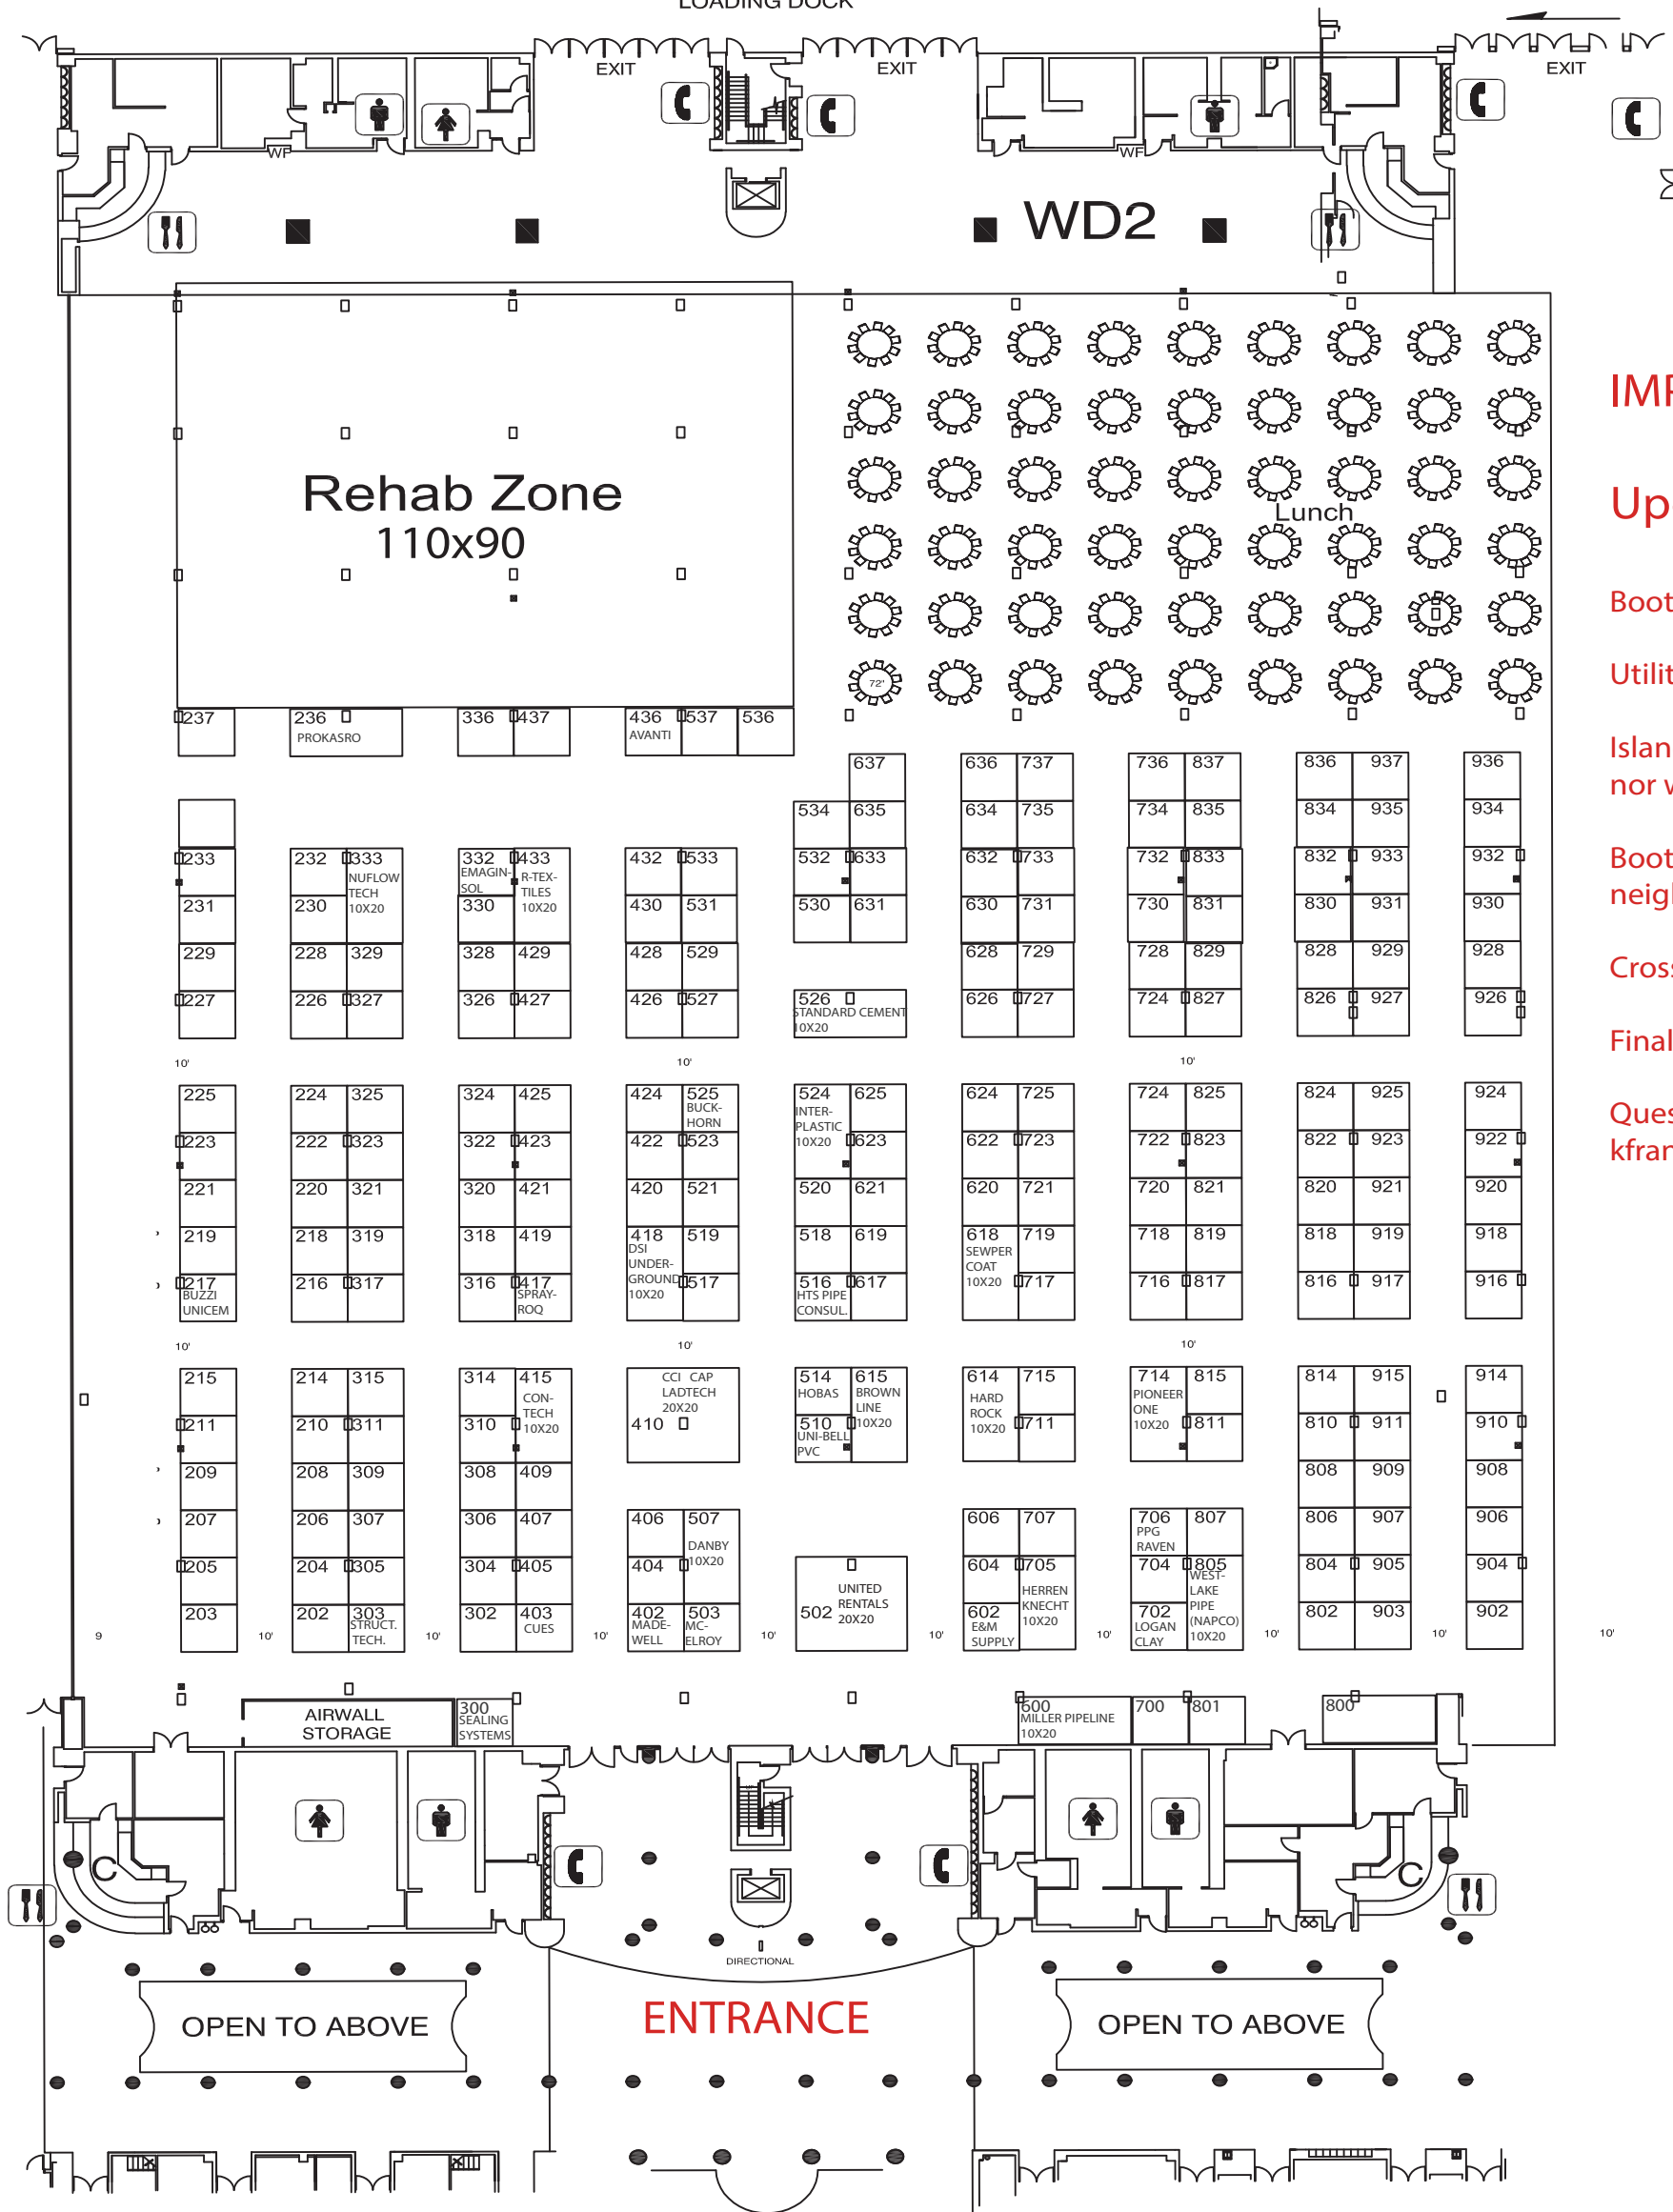 LOADING DOCK
EXIT
EXIT
EXIT
WF
WF
WD2
Rehab Zone
110x90
Lunch
72'
IMP
Up
Boot
Utilit
Islan
nor w
Boot
neigh
Cross
Final
Ques
kfran
237
236
PROKASRO
336
437
436
AVANTI
537
536
637
636
737
736
837
836
937
936
534
635
634
735
734
835
834
935
934
233
232
333
NUFLOW
TECH
10X20
332
EMAGIN-
SOL
433
R-TEX-
TILES
10X20
432
533
532
633
632
733
732
833
832
933
932
231
230
330
430
531
530
631
630
731
730
831
830
931
930
229
228
329
328
429
428
529
628
729
728
829
828
929
928
227
226
327
326
427
426
527
526
STANDARD CEMENT
10X20
626
727
724
827
826
927
926
10'
10'
10'
225
224
325
324
425
424
525
BUCK-
HORN
524
INTER-
PLASTIC
10X20
625
624
725
724
825
824
925
924
223
222
323
322
423
422
523
623
622
723
722
823
822
923
922
221
220
321
320
421
420
521
520
621
620
721
720
821
820
921
920
219
218
319
318
419
418
DSI
UNDER-
GROUND
10X20
519
518
619
618
SEWPER
COAT
10X20
719
718
819
818
919
918
217
BUZZI
UNICEM
216
317
316
417
SPRAY-
ROQ
517
516
HTS PIPE
CONSUL.
617
717
716
817
816
917
916
10'
10'
10'
215
214
315
314
415
CON-
TECH
10X20
CCI CAP
LADTECH
20X20
410
514
HOBAS
615
BROWN
LINE
10X20
614
HARD
ROCK
10X20
715
714
PIONEER
ONE
10X20
815
814
915
914
211
210
311
310
510
UNI-BELL
PVC
711
811
810
911
910
209
208
309
308
409
808
909
908
207
206
307
306
407
406
507
DANBY
10X20
606
707
706
PPG
RAVEN
807
806
907
906
205
204
305
304
405
404
502
UNITED
RENTALS
20X20
604
705
HERREN
KNECHT
10X20
704
805
WEST-
LAKE
PIPE
(NAPCO)
10X20
804
905
904
203
202
303
STRUCT.
TECH.
302
403
CUES
402
MADE-
WELL
503
MC-
ELROY
602
E&M
SUPPLY
702
LOGAN
CLAY
802
903
902
9
10'
10'
10'
10'
10'
10'
10'
10'
10'
AIRWALL
STORAGE
300
SEALING
SYSTEMS
600
MILLER PIPELINE
10X20
700
801
800
C
C
DIRECTIONAL
ENTRANCE
OPEN TO ABOVE
OPEN TO ABOVE